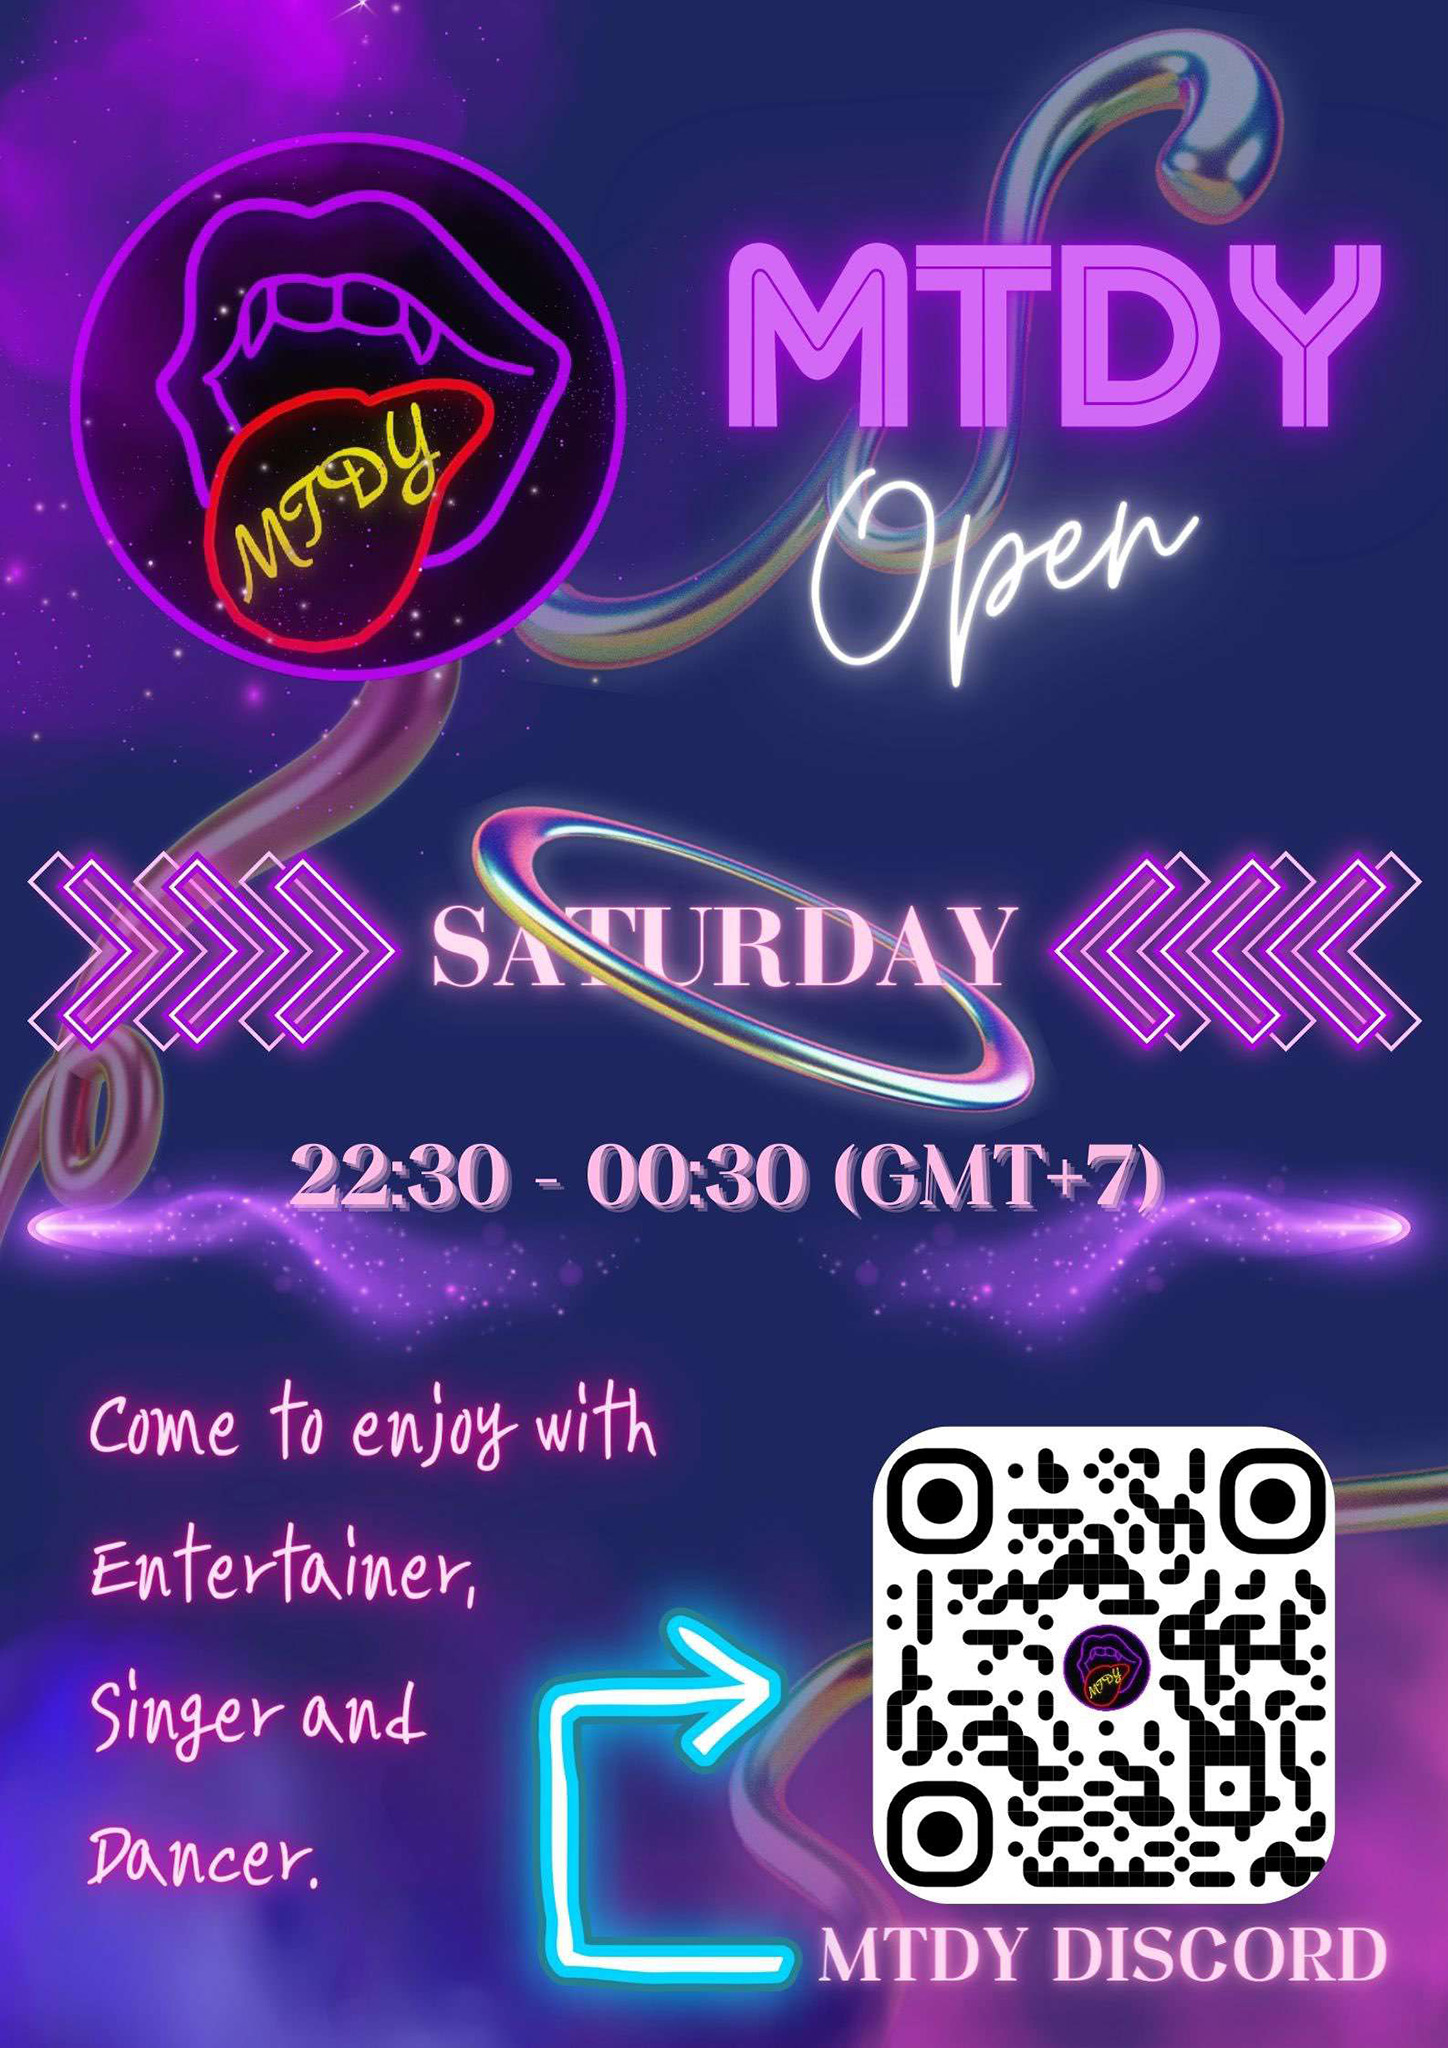 MTDY
MTDY
Open
SATURDAY
22:30 - 00:30 (GMT+7)
Come to enjoy with
Entertainer,
Singer and
Dancer.
MTDY
MTDY DISCORD